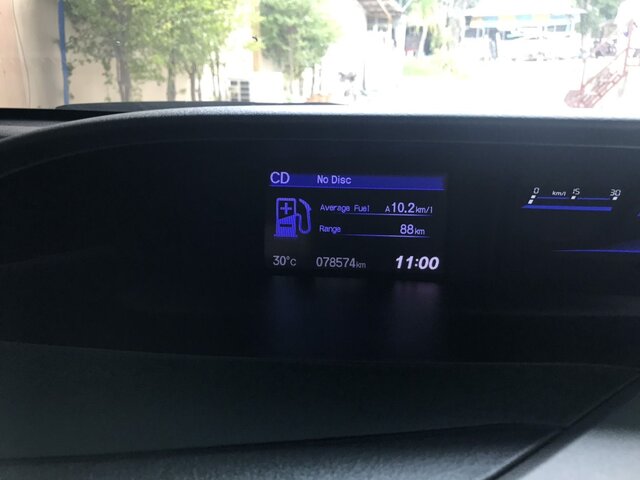 CD No Disc
0 km/l 15 30
Average Fuel A 10.2 km/l
Range 88 km
30°C 078574 km 11:00